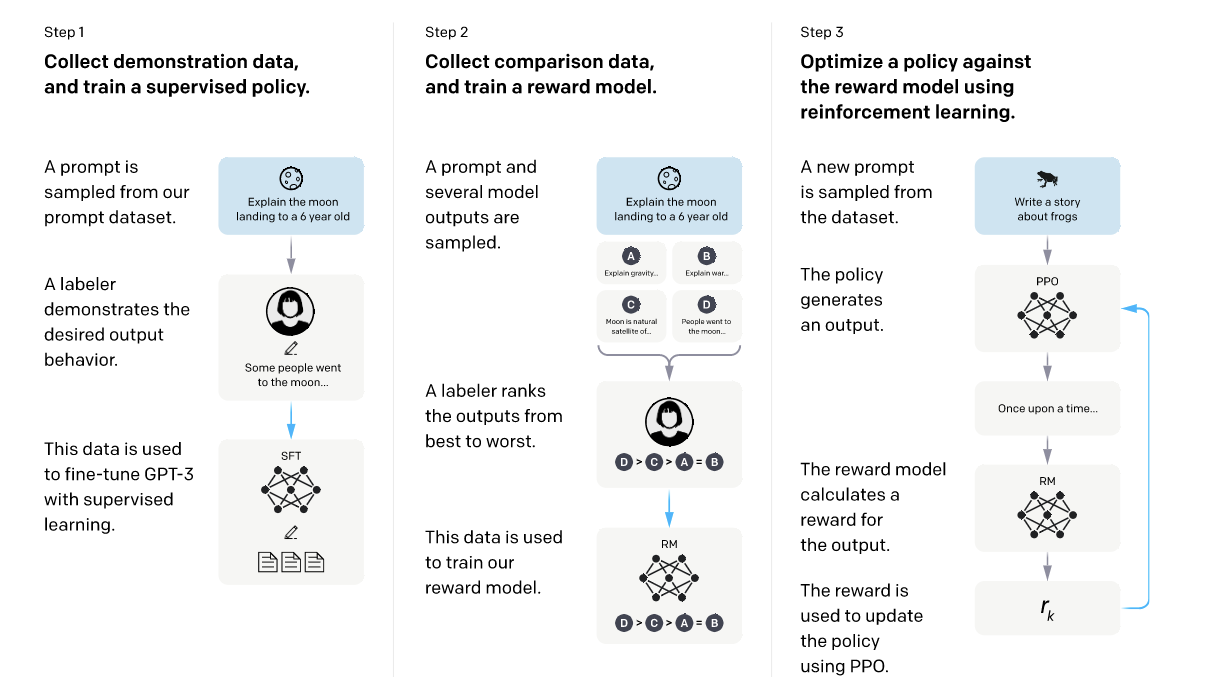 Step 1
Collect demonstration data,
and train a supervised policy.
A prompt is
sampled from our
prompt dataset.
Explain the moon
landing to a 6 year old
A labeler
demonstrates the
desired output
behavior.
Some people went
to the moon...
This data is used
to fine-tune GPT-3
with supervised
learning.
SFT
Step 2
Collect comparison data,
and train a reward model.
A prompt and
several model
outputs are
sampled.
Explain the moon
landing to a 6 year old
A
Explain gravity...
B
Explain war...
C
Moon is natural
satellite of...
D
People went to
the moon...
A labeler ranks
the outputs from
best to worst.
D > C > A = B
This data is used
to train our
reward model.
RM
D > C > A = B
Step 3
Optimize a policy against
the reward model using
reinforcement learning.
A new prompt
is sampled from
the dataset.
Write a story
about frogs
The policy
generates
an output.
PPO
Once upon a time...
The reward model
calculates a
reward for
the output.
RM
The reward is
used to update
the policy
using PPO.
rk